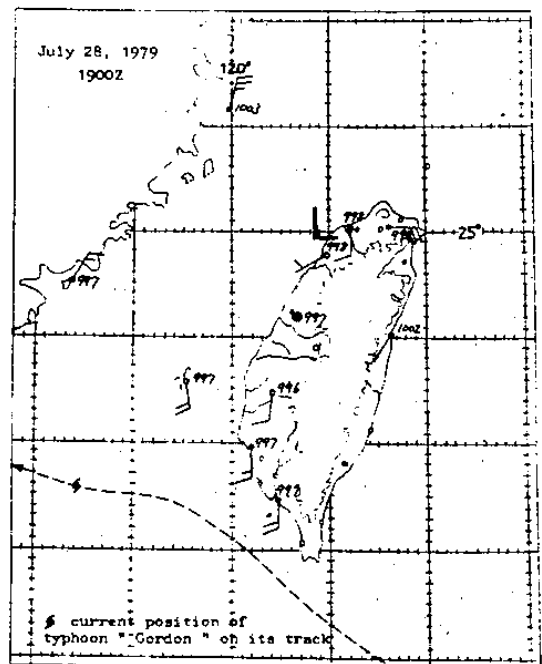 July 28, 1979
1900Z
120°
1003
L
993
25°
997
997
1002
997
996
997
993
current position of
typhoon "Gordon" on its track